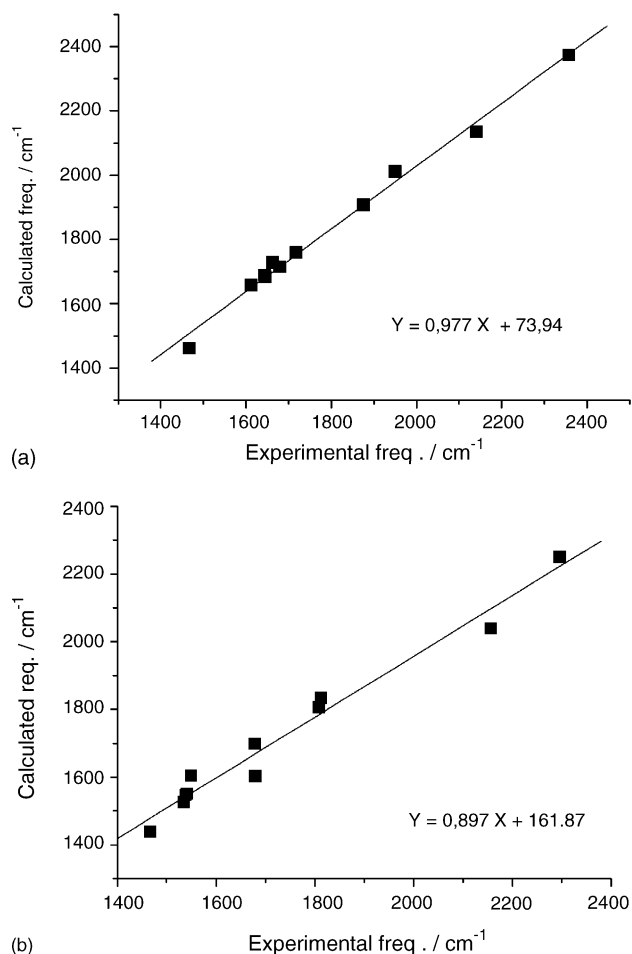 2400
2200
2000
1800
1600
1400
Calculated freq. / cm-1
Y = 0,977 X + 73,94
1400 1600 1800 2000 2200 2400
Experimental freq . / cm-1
(a)
2400
2200
2000
1800
1600
1400
Calculated req. / cm-1
Y = 0,897 X + 161.87
1400 1600 1800 2000 2200 2400
Experimental freq . / cm-1
(b)